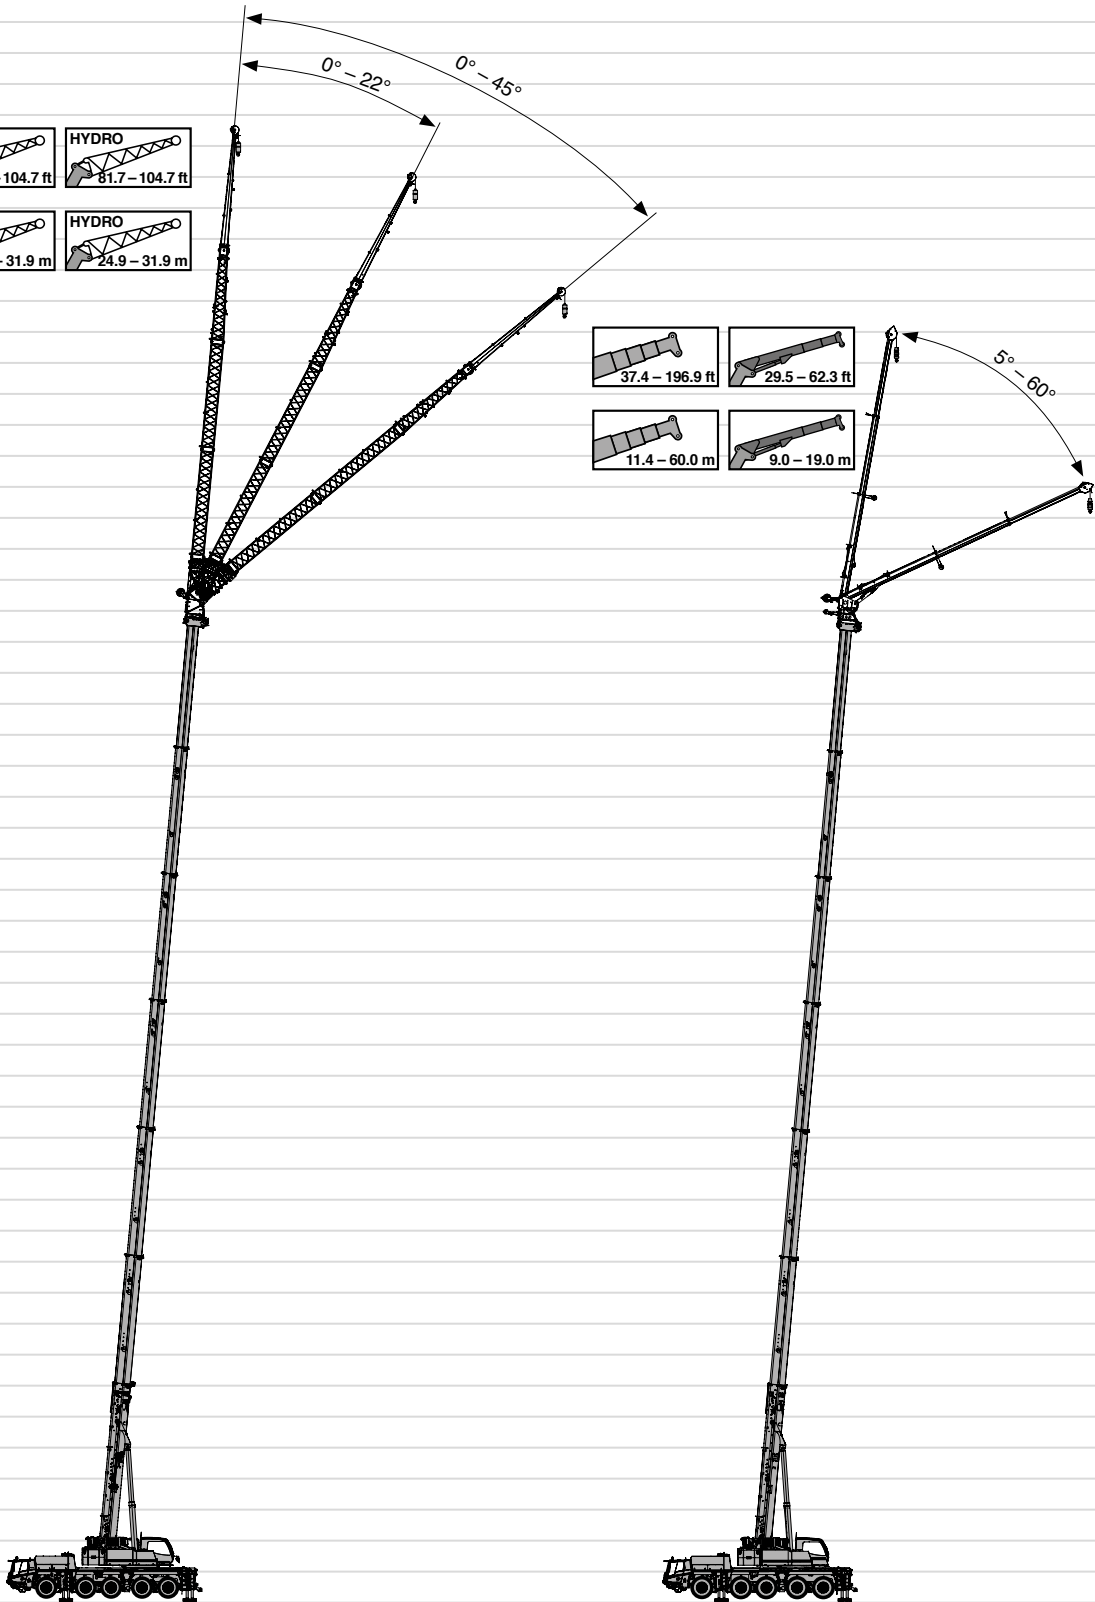 0° – 45°
0° – 22°
104.7 ft
HYDRO
81.7 – 104.7 ft
– 31.9 m
HYDRO
24.9 – 31.9 m
37.4 – 196.9 ft
29.5 – 62.3 ft
5° – 60°
11.4 – 60.0 m
9.0 – 19.0 m